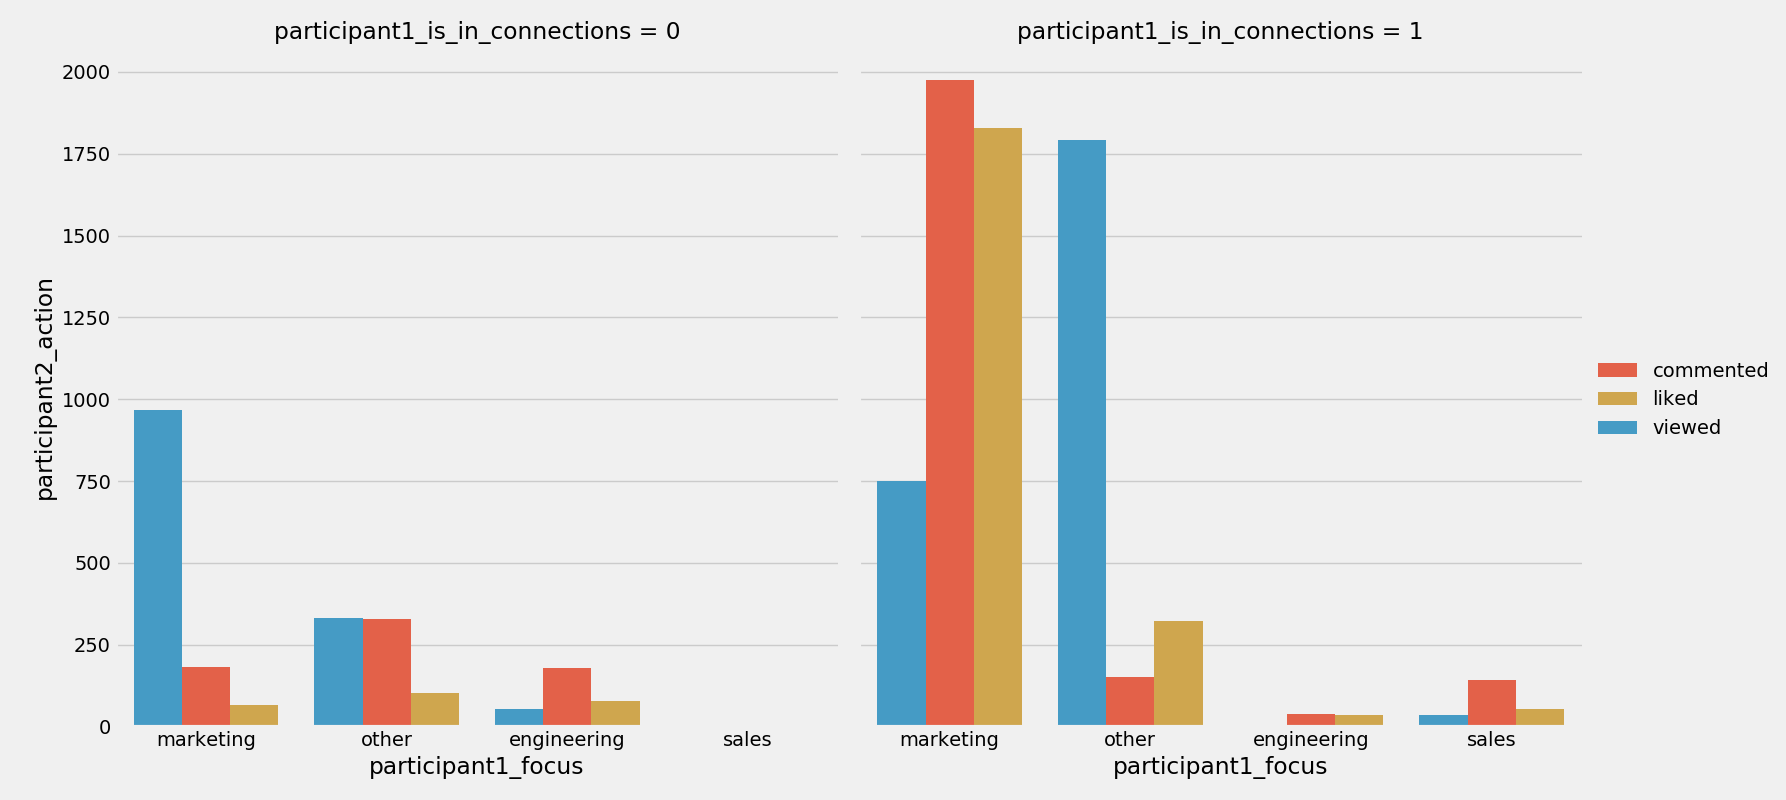 participant1_is_in_connections = 0
participant1_is_in_connections = 1
participant2_action
2000
1750
1500
1250
1000
750
500
250
0
marketing other engineering sales
participant1_focus
marketing other engineering sales
participant1_focus
commented
liked
viewed